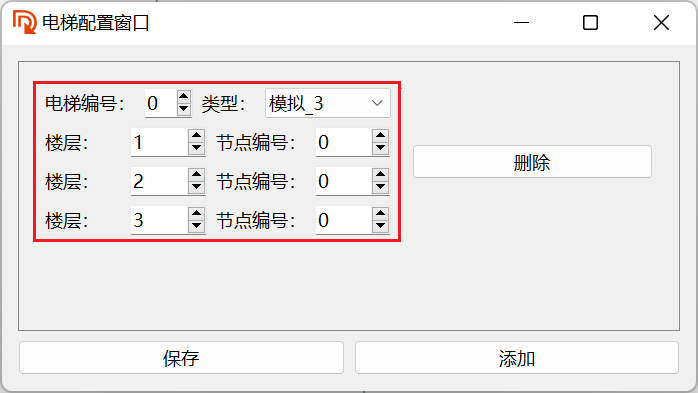 电梯配置窗口
电梯编号： 0 类型： 模拟_3
楼层： 1 节点编号： 0
楼层： 2 节点编号： 0
楼层： 3 节点编号： 0
删除
保存 添加